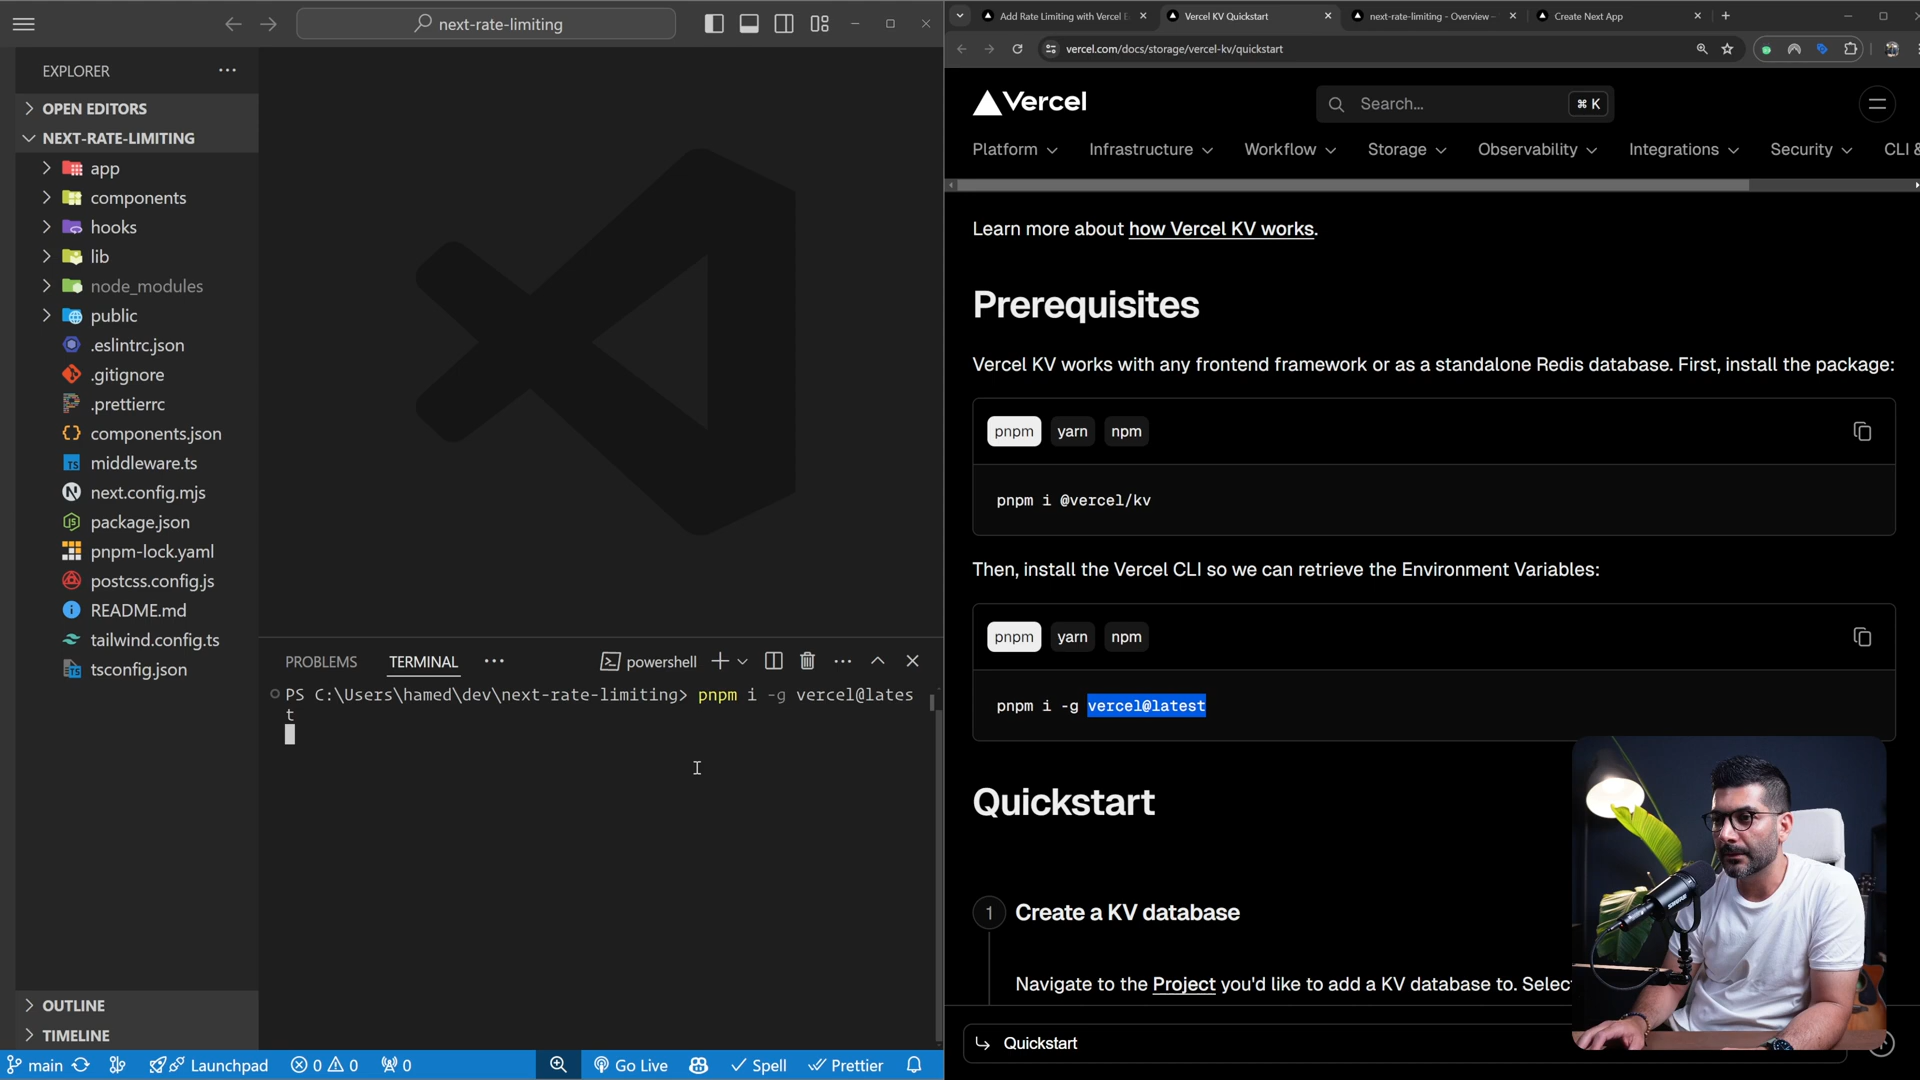 next-rate-limiting
EXPLORER
OPEN EDITORS
NEXT-RATE-LIMITING
app
components
hooks
lib
node_modules
public
.eslintrc.json
.gitignore
.prettierrc
components.json
middleware.ts
next.config.mjs
package.json
pnpm-lock.yaml
postcss.config.js
README.md
tailwind.config.ts
tsconfig.json
OUTLINE
TIMELINE
PROBLEMS
TERMINAL
powershell
PS C:\Users\hamed\dev\next-rate-limiting> pnpm i -g vercel@lates
t
main
Launchpad
0 0
0
Go Live
Spell
Prettier
Add Rate Limiting with Vercel E
Vercel KV Quickstart
next-rate-limiting - Overview -
Create Next App
vercel.com/docs/storage/vercel-kv/quickstart
Vercel
Search...
⌘ K
Platform
Infrastructure
Workflow
Storage
Observability
Integrations
Security
CLI &
Learn more about how Vercel KV works.
Prerequisites
Vercel KV works with any frontend framework or as a standalone Redis database. First, install the package:
pnpm yarn npm
pnpm i @vercel/kv
Then, install the Vercel CLI so we can retrieve the Environment Variables:
pnpm yarn npm
pnpm i -g vercel@latest
Quickstart
1
Create a KV database
Navigate to the Project you'd like to add a KV database to. Select
Quickstart
SHURE